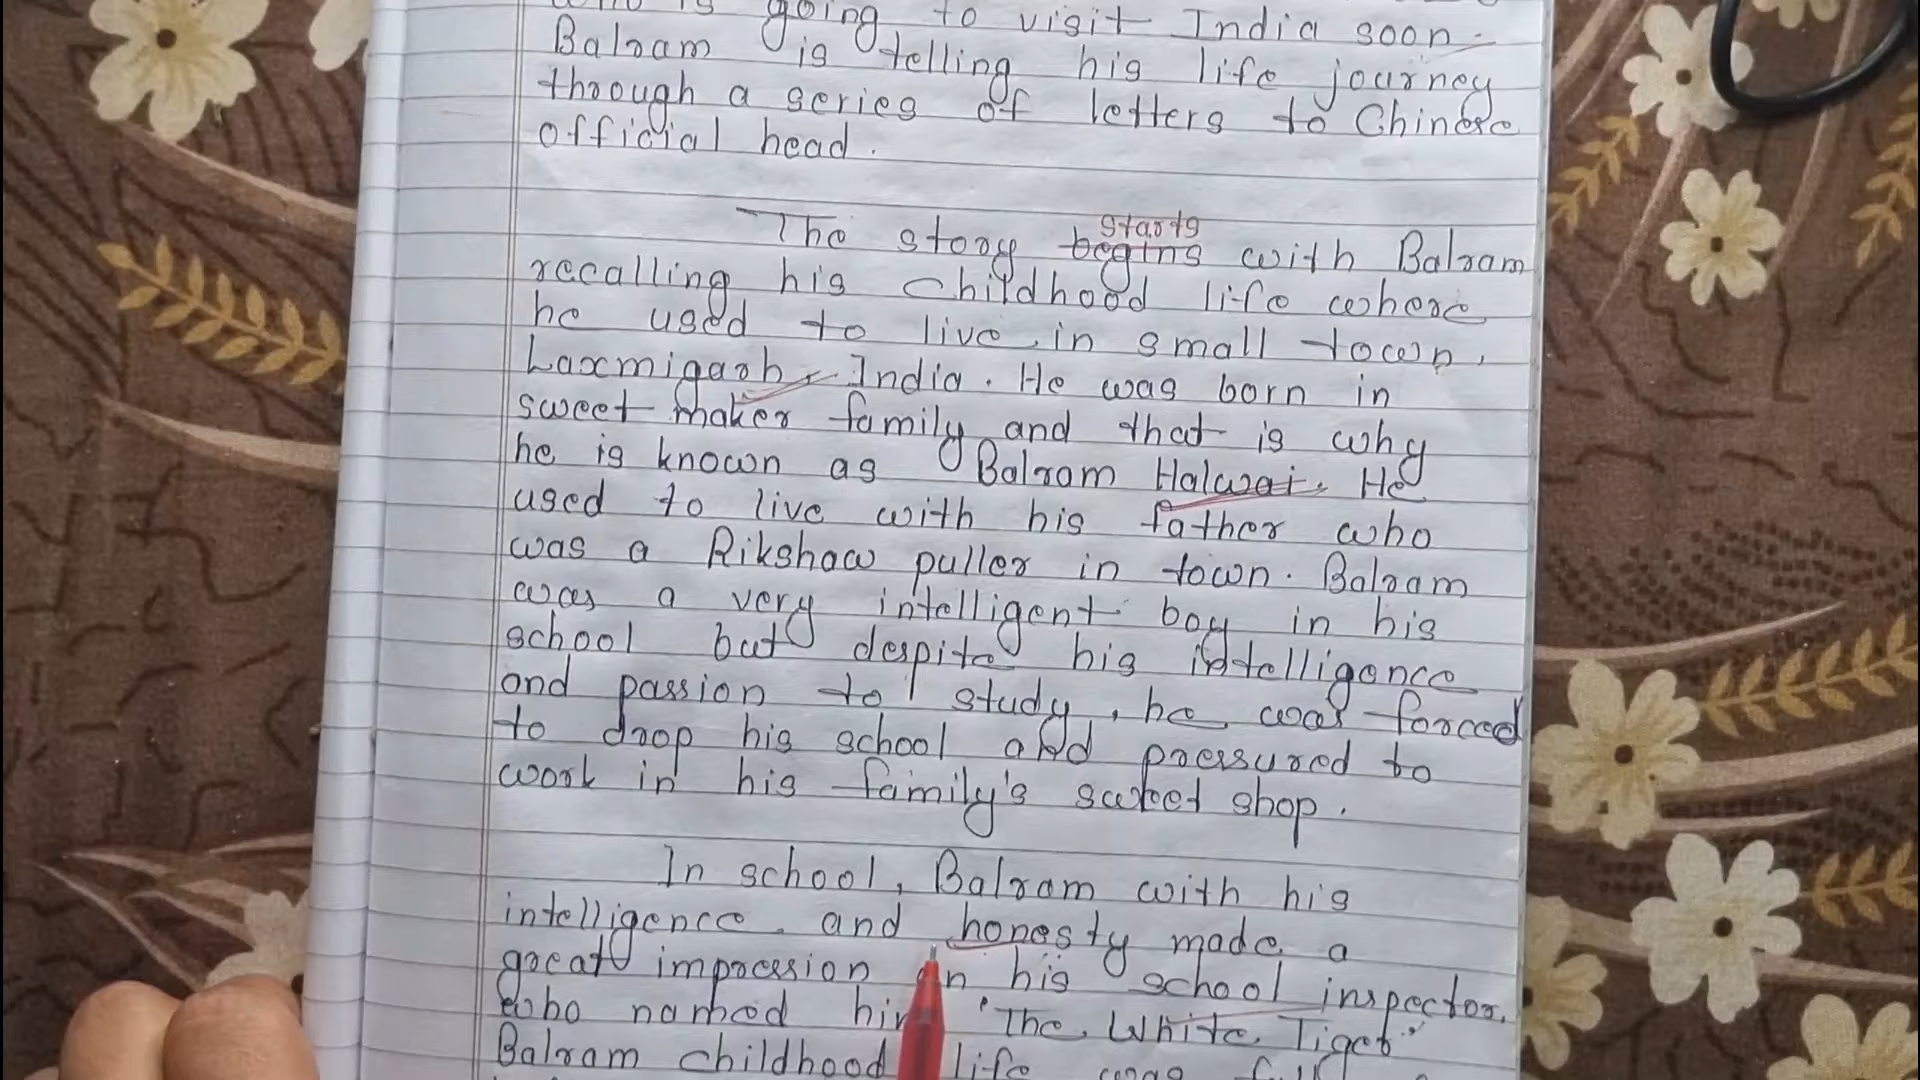 who is going to visit India soon.
Balram is telling his life journey
through a series of letters to Chinese
official head.
starts
The story begins with Balram
recalling his childhood life where
he used to live in small town,
Laxmigarh, India. He was born in
sweet maker family and that is why
he is known as Balram Halwai. He
used to live with his father who
was a Rikshaw puller in town. Balram
was a very intelligent boy in his
school but despite his intelligence
and passion to study, he was forced
to drop his school and pressured to
work in his family's sweet shop.
In school, Balram with his
intelligence and honesty made a
great impression on his school inspector,
who named him 'The White Tiger"
Balram childhood life was